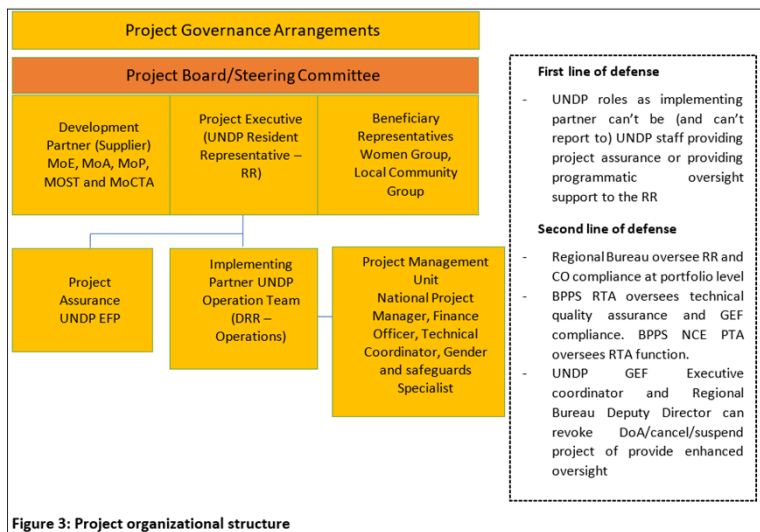 Project Governance Arrangements
Project Board/Steering Committee
Development
Partner (Supplier)
MoE, MoA, MoP,
MOST and MoCTA
Project Executive
(UNDP Resident
Representative –
RR)
Beneficiary
Representatives
Women Group,
Local Community
Group
Project
Assurance
UNDP EFP
Implementing
Partner UNDP
Operation Team
(DRR –
Operations)
Project Management
Unit
National Project
Manager, Finance
Officer, Technical
Coordinator, Gender
and safeguards
Specialist
First line of defense
- UNDP roles as implementing
partner can’t be (and can’t
report to) UNDP staff providing
project assurance or providing
programmatic oversight
support to the RR
Second line of defense
- Regional Bureau oversee RR and
CO compliance at portfolio level
- BPPS RTA oversees technical
quality assurance and GEF
compliance. BPPS NCE PTA
oversees RTA function.
- UNDP GEF Executive
coordinator and Regional
Bureau Deputy Director can
revoke DoA/cancel/suspend
project of provide enhanced
oversight
Figure 3: Project organizational structure